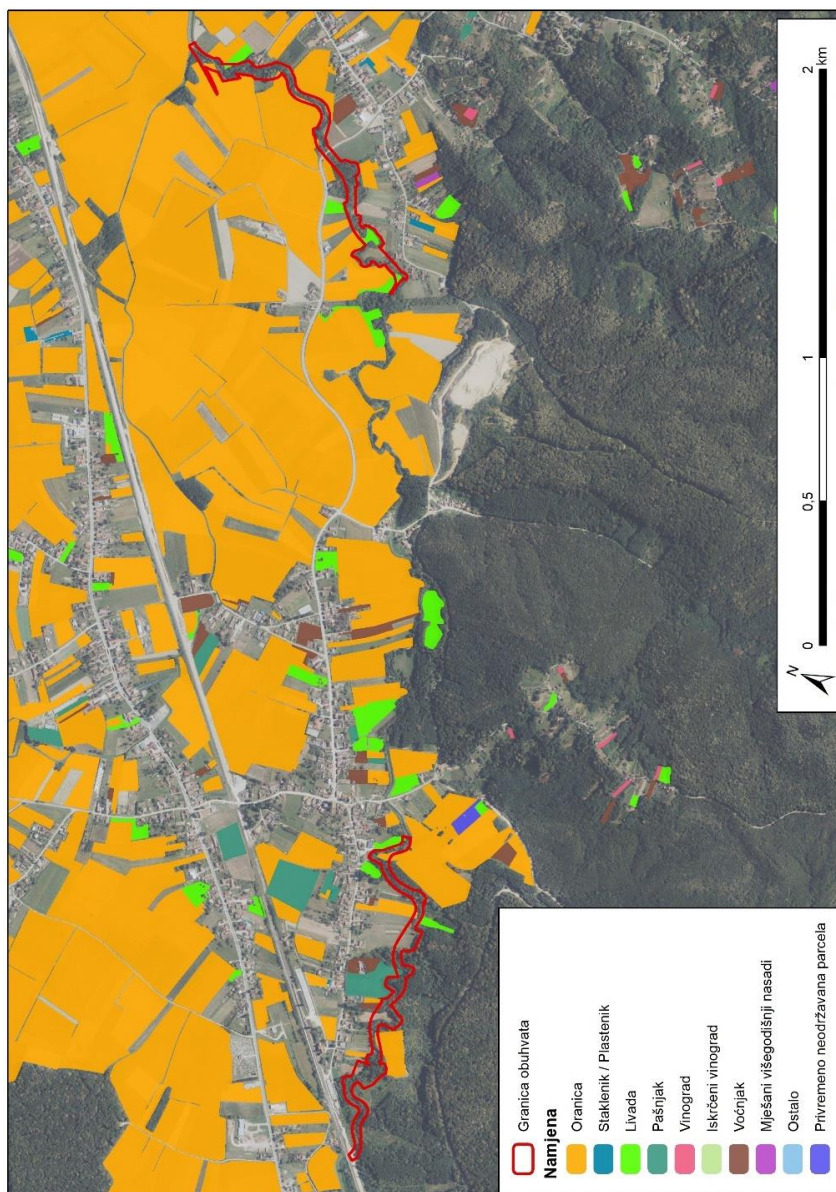 Granica obuhvata
Namjena
Oranica
Staklenik / Plastenik
Livada
Pašnjak
Vinograd
Iskrčeni vinograd
Voćnjak
Mješani višegodišnji nasadi
Ostalo
Privremeno neodržavana parcela
N
0 0,5 1 2
km